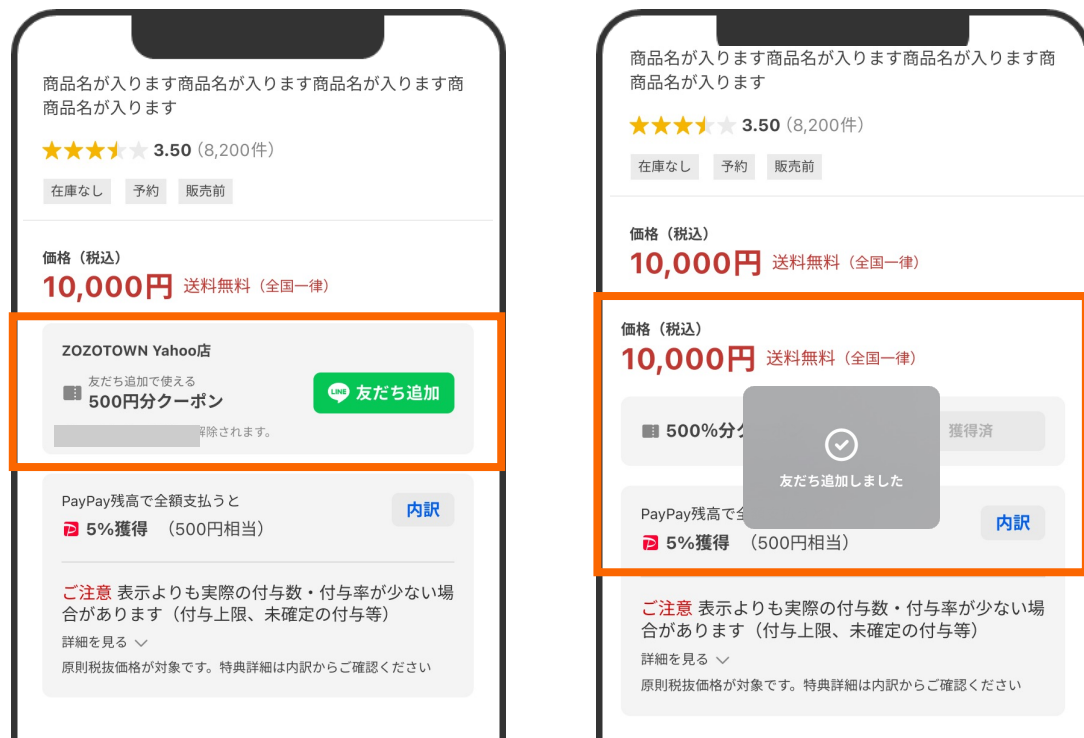 商品名が入ります商品名が入ります商品名が入ります商
商品名が入ります
3.50（8,200件）
在庫なし 予約 販売前
価格（税込）
10,000円 送料無料（全国一律）
ZOZOTOWN Yahoo店
友だち追加で使える
500円分クーポン
LINE 友だち追加
除されます。
PayPay残高で全額支払うと
5%獲得 （500円相当）
内訳
ご注意 表示よりも実際の付与数・付与率が少ない場
合があります（付与上限、未確定の付与等）
詳細を見る
原則税抜価格が対象です。特典詳細は内訳からご確認ください
商品名が入ります商品名が入ります商品名が入ります商
商品名が入ります
3.50（8,200件）
在庫なし 予約 販売前
価格（税込）
10,000円 送料無料（全国一律）
価格（税込）
10,000円 送料無料（全国一律）
500%分
獲得済
友だち追加しました
PayPay残高で
5%獲得 （500円相当）
内訳
ご注意 表示よりも実際の付与数・付与率が少ない場
合があります（付与上限、未確定の付与等）
詳細を見る
原則税抜価格が対象です。特典詳細は内訳からご確認ください